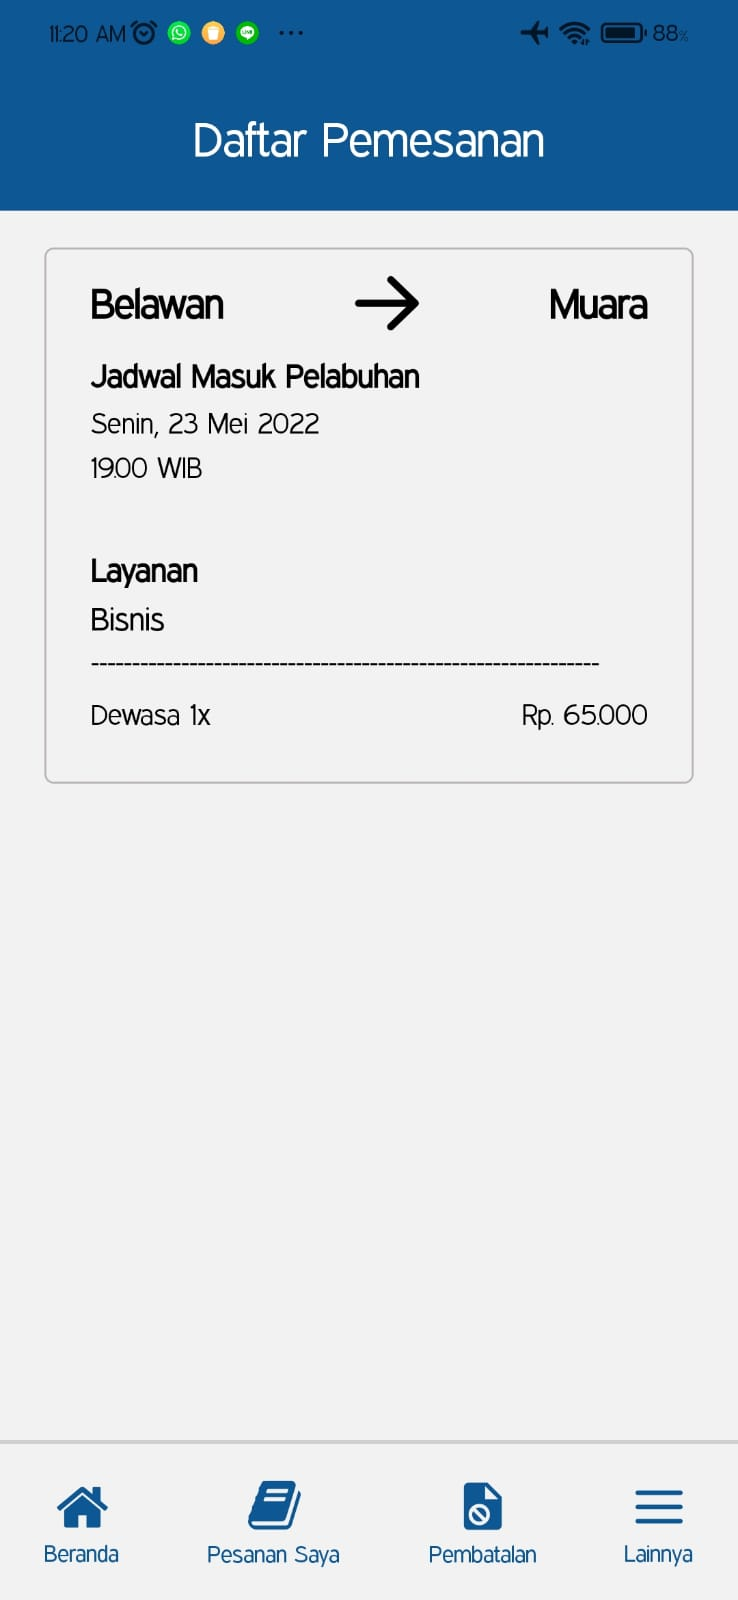 11:20 AM 88%
Daftar Pemesanan
Belawan Muara
Jadwal Masuk Pelabuhan
Senin, 23 Mei 2022
19.00 WIB
Layanan
Bisnis
--------------------------------------------------------------
Dewasa 1x Rp. 65.000
Beranda Pesanan Saya Pembatalan Lainnya